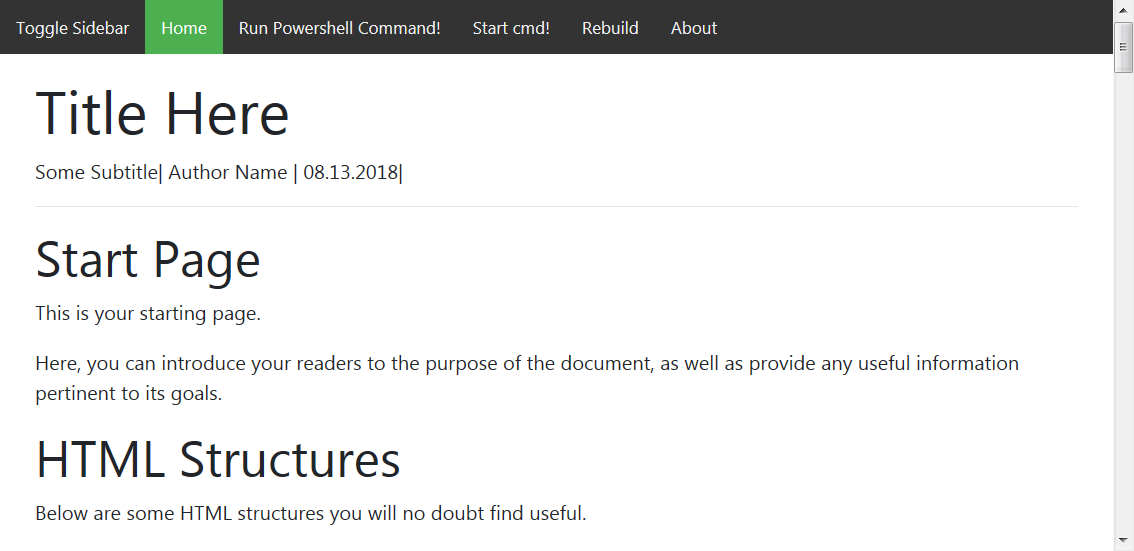 Toggle Sidebar Home Run Powershell Command! Start cmd! Rebuild About
Title Here
Some Subtitle| Author Name | 08.13.2018|
Start Page
This is your starting page.
Here, you can introduce your readers to the purpose of the document, as well as provide any useful information
pertinent to its goals.
HTML Structures
Below are some HTML structures you will no doubt find useful.